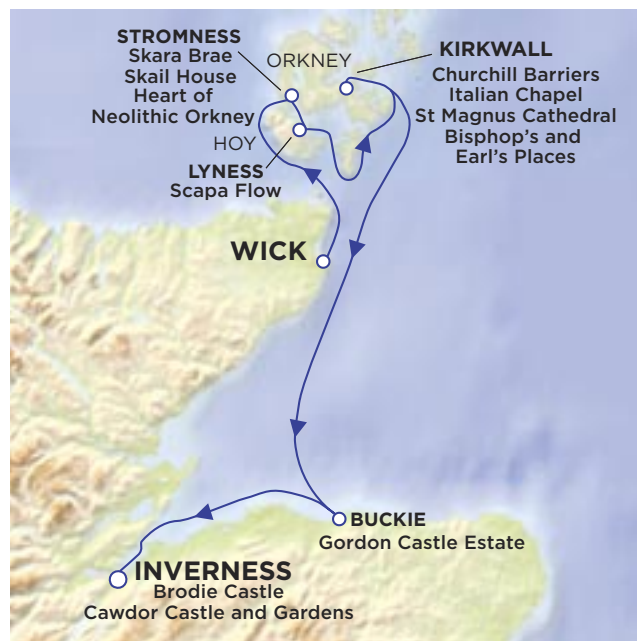 STROMNESS
Skara Brae
Skail House
Heart of
Neolithic Orkney
ORKNEY
KIRKWALL
Churchill Barriers
Italian Chapel
St Magnus Cathedral
Bisphop's and
Earl's Places
HOY
LYNESS
Scapa Flow
WICK
BUCKIE
Gordon Castle Estate
INVERNESS
Brodie Castle
Cawdor Castle and Gardens